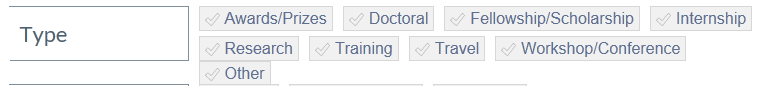 Type
Awards/Prizes Doctoral Fellowship/Scholarship Internship
Research Training Travel Workshop/Conference
Other